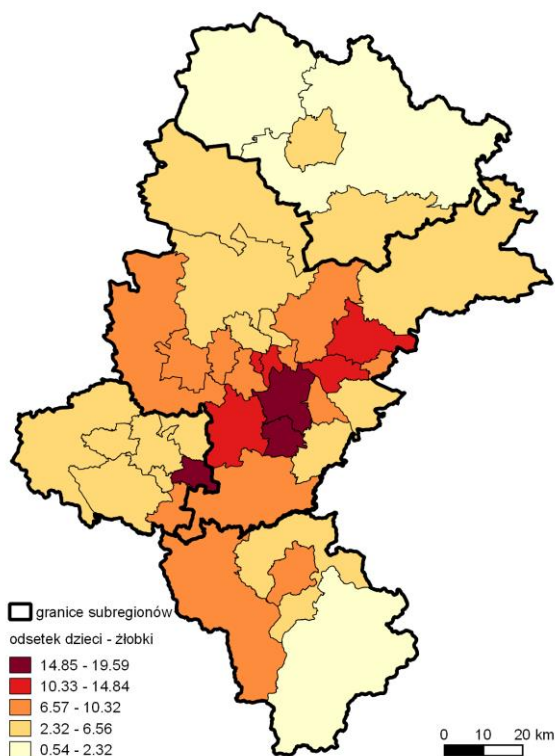 granice subregionów
odsetek dzieci - żłobki
14.85 - 19.59
10.33 - 14.84
6.57 - 10.32
2.32 - 6.56
0.54 - 2.32
0 10 20 km